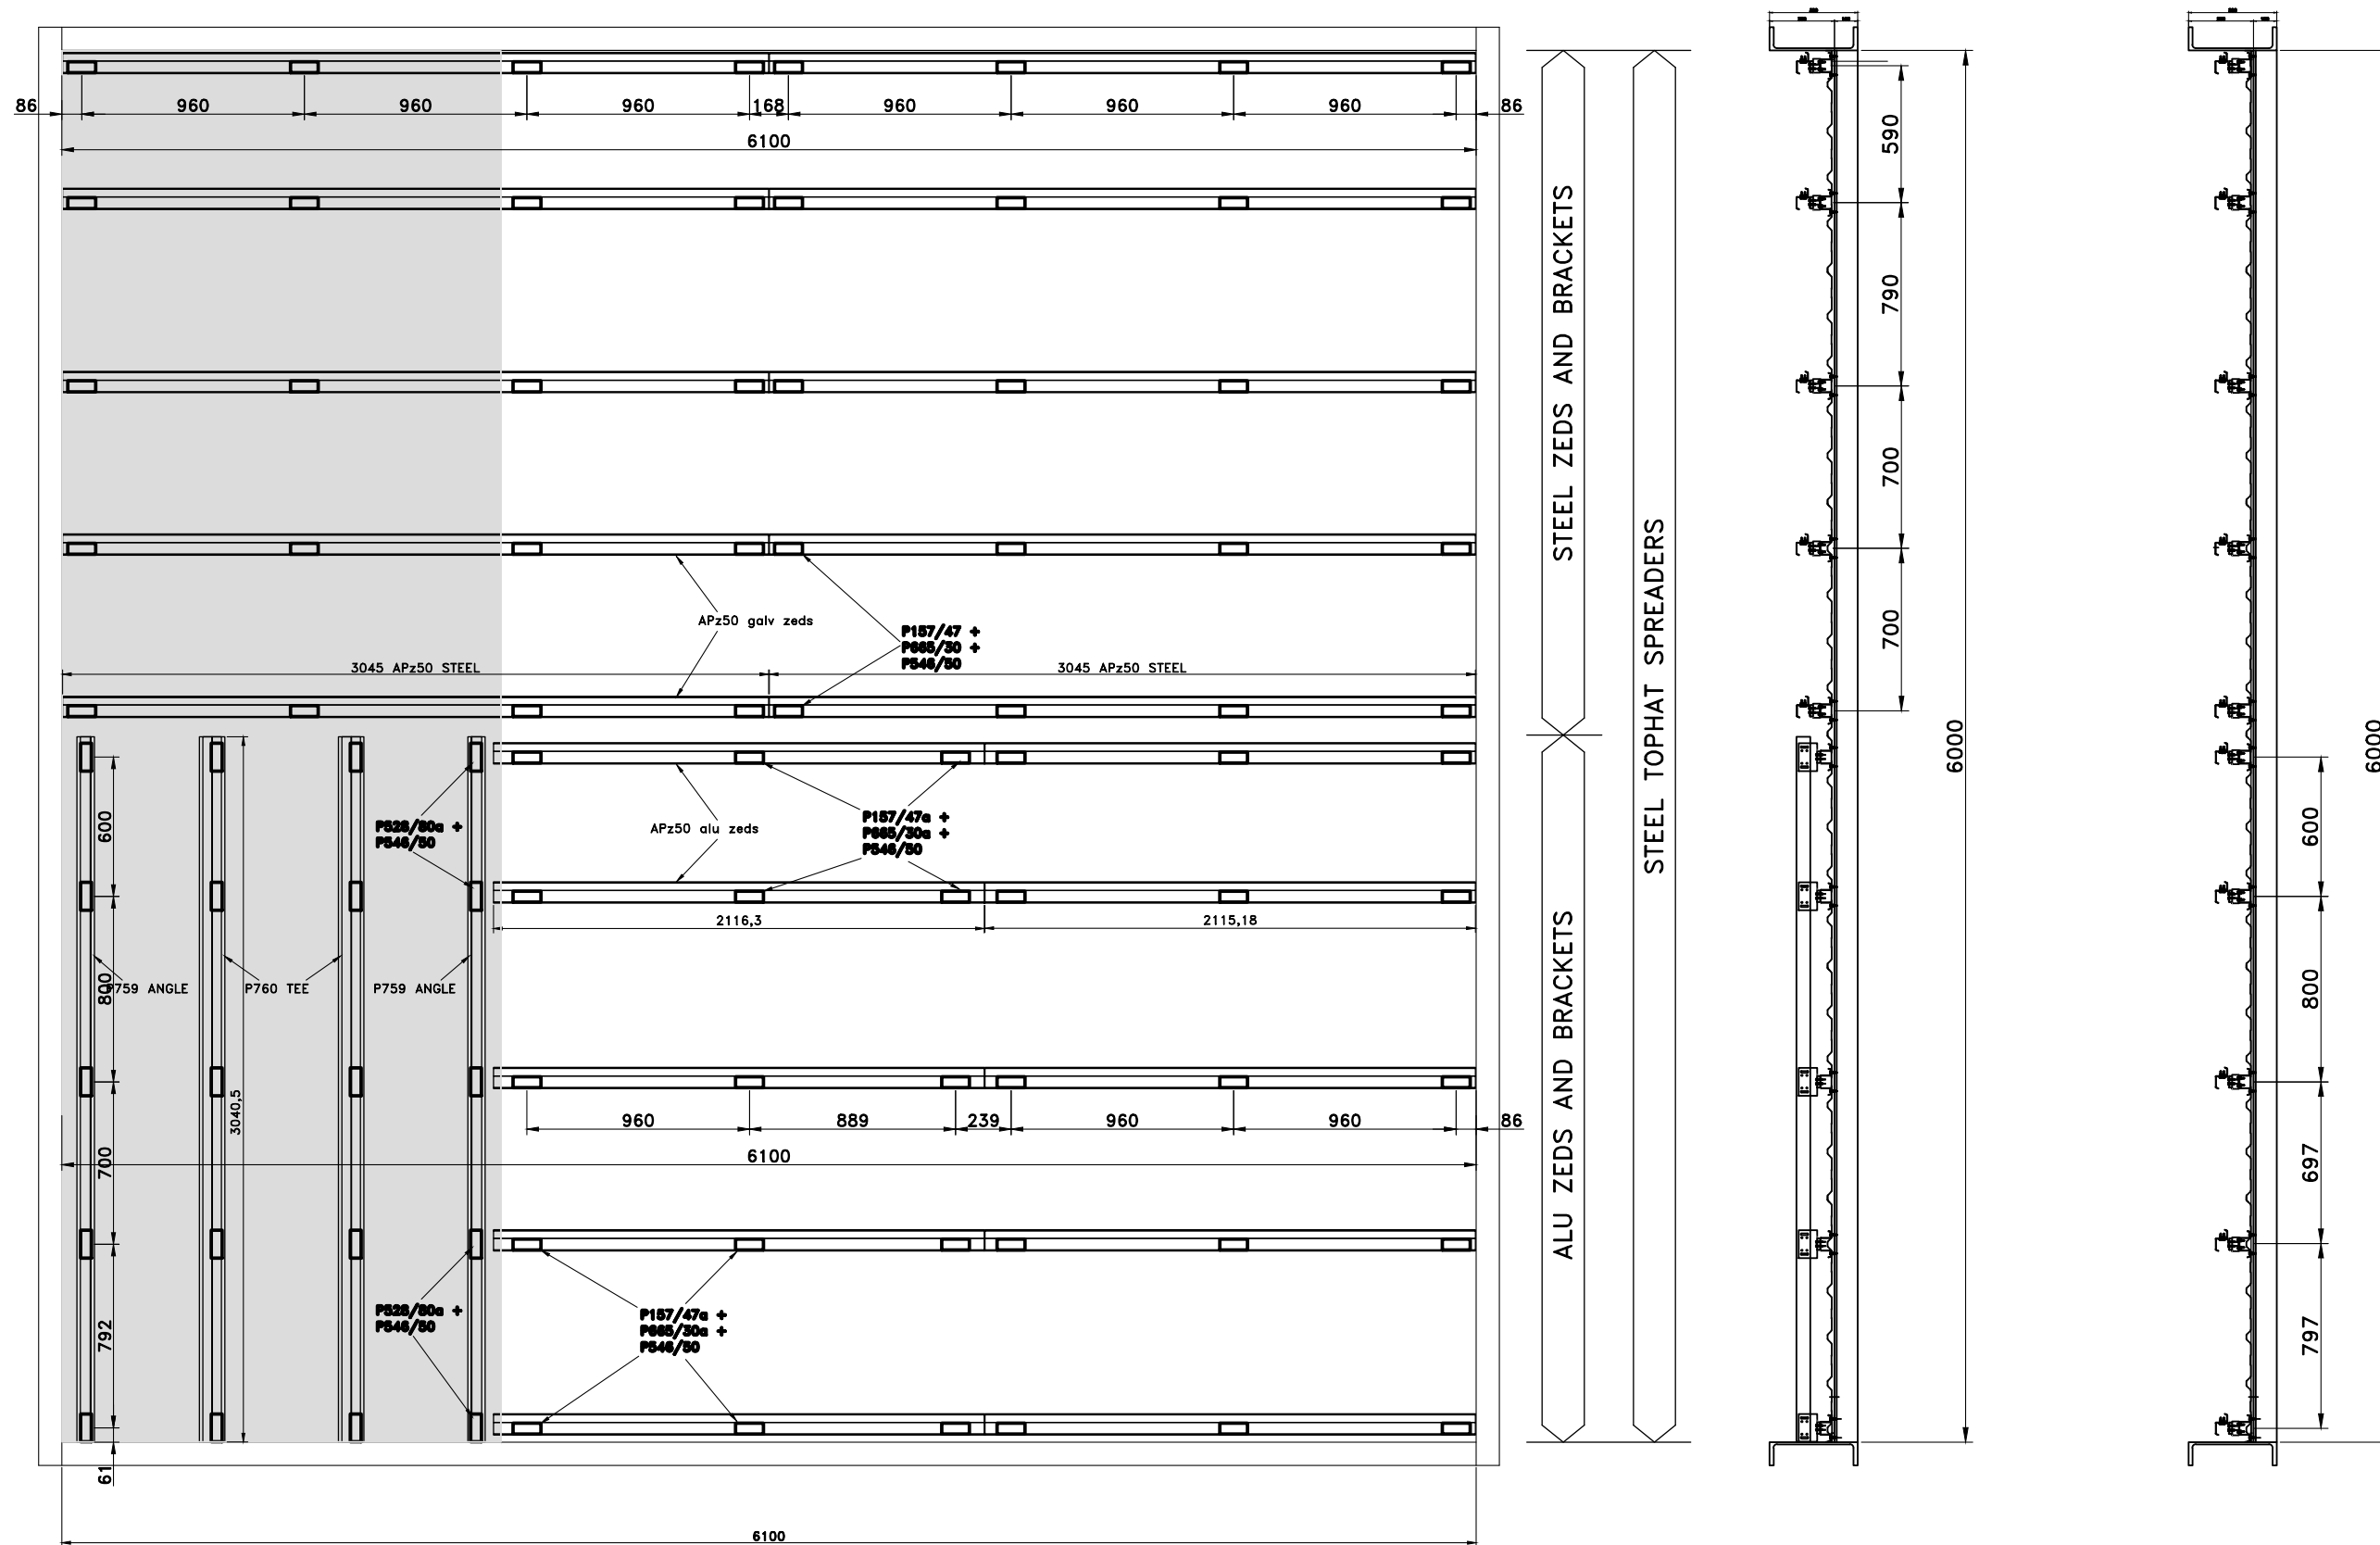 86 960 960 960 168 960 960 960 86
6100
590
790
700
700
6000
6000
STEEL ZEDS AND BRACKETS
STEEL TOPHAT SPREADERS
ALU ZEDS AND BRACKETS
APz50 galv zeds
P157/47 +
P665/30 +
P546/50
3045 APz50 STEEL
3045 APz50 STEEL
600
800
700
792
61
P528/80a +
P546/50
APz50 alu zeds
P157/47a +
P665/30a +
P546/50
2116,3
2115,18
P759 ANGLE
P760 TEE
P759 ANGLE
3040,5
960 889 239 960 960 86
6100
P528/80a +
P546/50
P157/47a +
P665/30a +
P546/50
600
800
697
797
6100